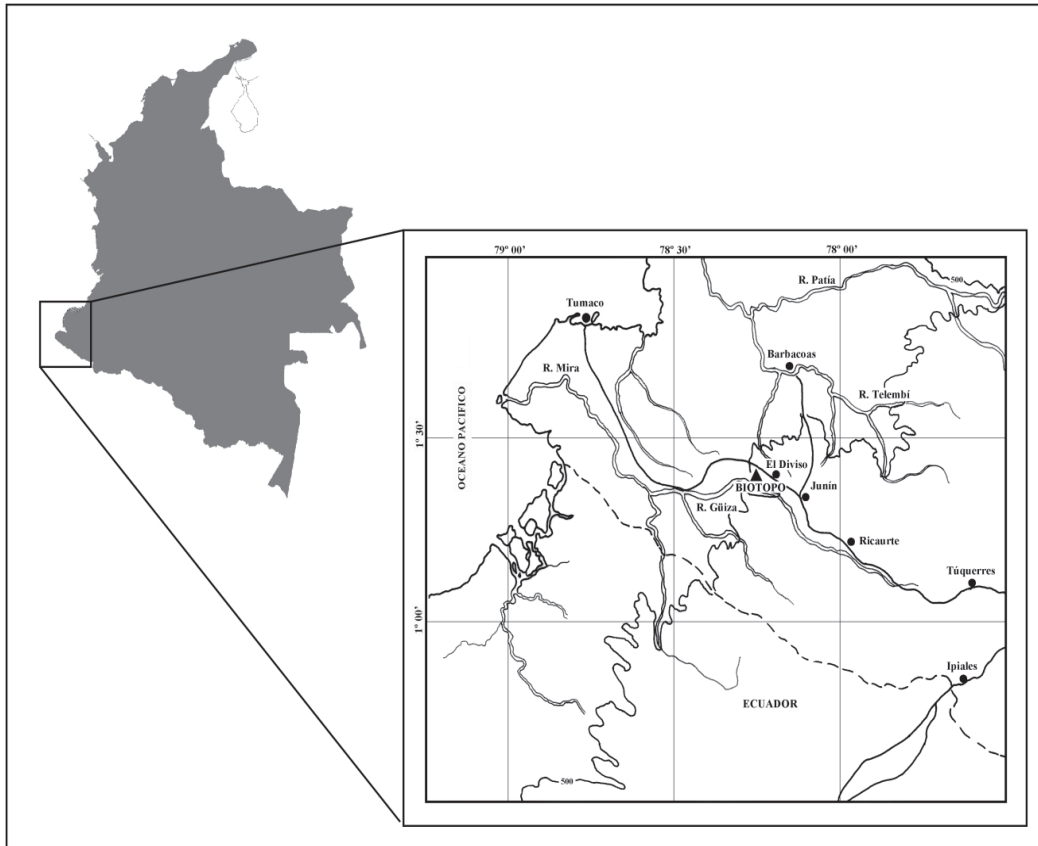 79° 00'
78° 30'
78° 00'
R. Patía
500
Tumaco
Barbacoas
R. Mira
R. Telembí
OCEANO PACIFICO
1° 30'
El Diviso
BIOTOPO
Junín
R. Güiza
Ricaurte
Túquerres
1° 00'
Ipiales
ECUADOR
500